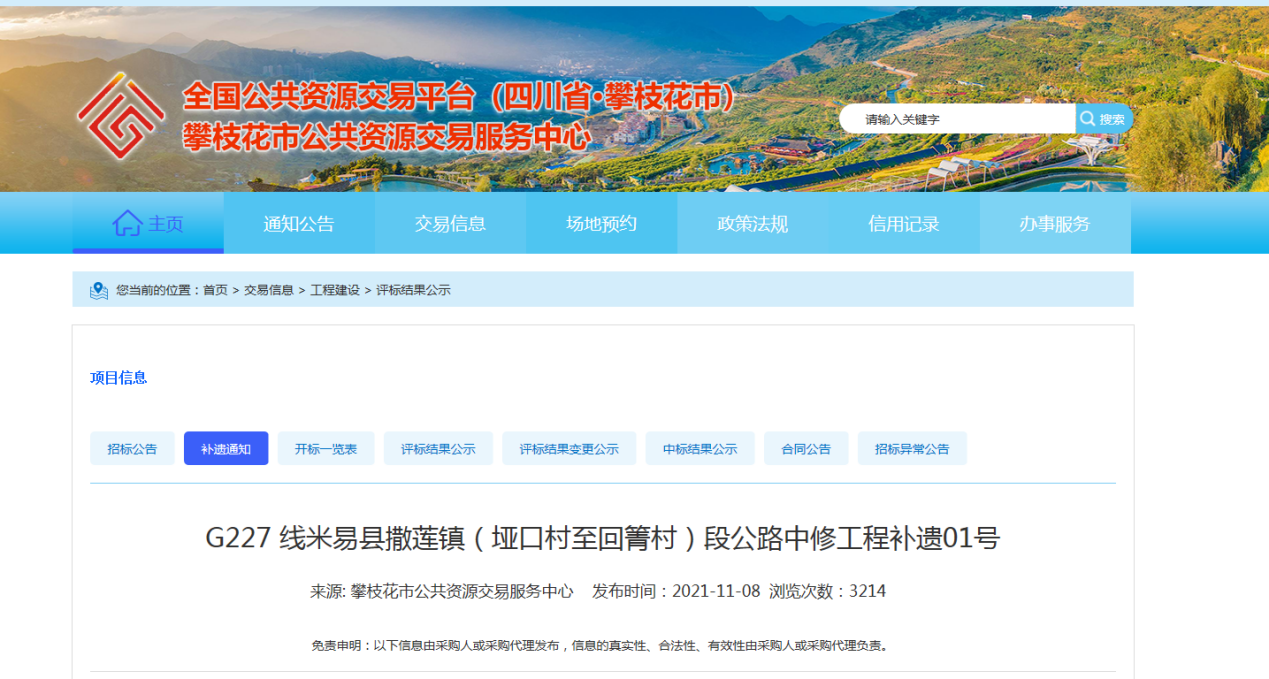 全国公共资源交易平台（四川省·攀枝花市）
攀枝花市公共资源交易服务中心
请输入关键字 搜索
主页 通知公告 交易信息 场地预约 政策法规 信用记录 办事服务
您当前的位置：首页 > 交易信息 > 工程建设 > 评标结果公示
项目信息
招标公告 补遗通知 开标一览表 评标结果公示 评标结果变更公示 中标结果公示 合同公告 招标异常公告
G227 线米易县撒莲镇（垭口村至回箐村）段公路中修工程补遗01号
来源: 攀枝花市公共资源交易服务中心 发布时间：2021-11-08 浏览次数：3214
免责申明：以下信息由采购人或采购代理发布，信息的真实性、合法性、有效性由采购人或采购代理负责。